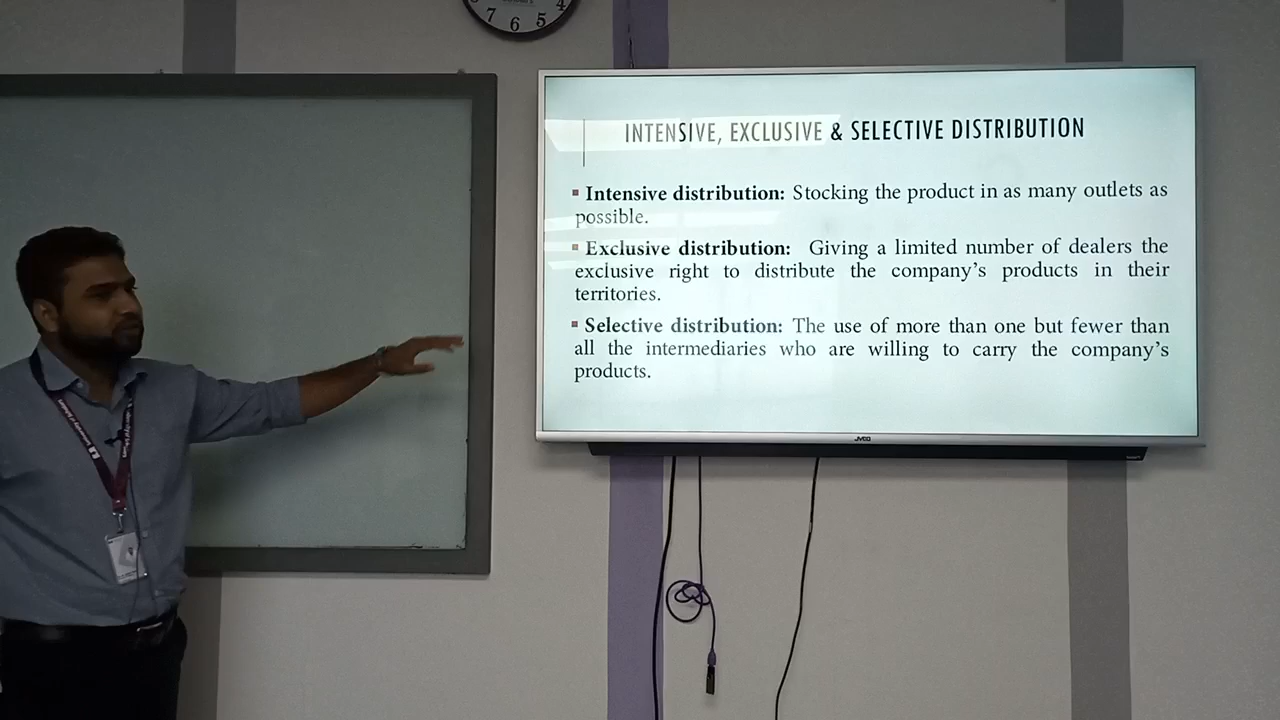 7 6 5 4
INTENSIVE, EXCLUSIVE & SELECTIVE DISTRIBUTION
▪ Intensive distribution: Stocking the product in as many outlets as
possible.
▪ Exclusive distribution: Giving a limited number of dealers the
exclusive right to distribute the company's products in their
territories.
▪ Selective distribution: The use of more than one but fewer than
all the intermediaries who are willing to carry the company's
products.
JVCO